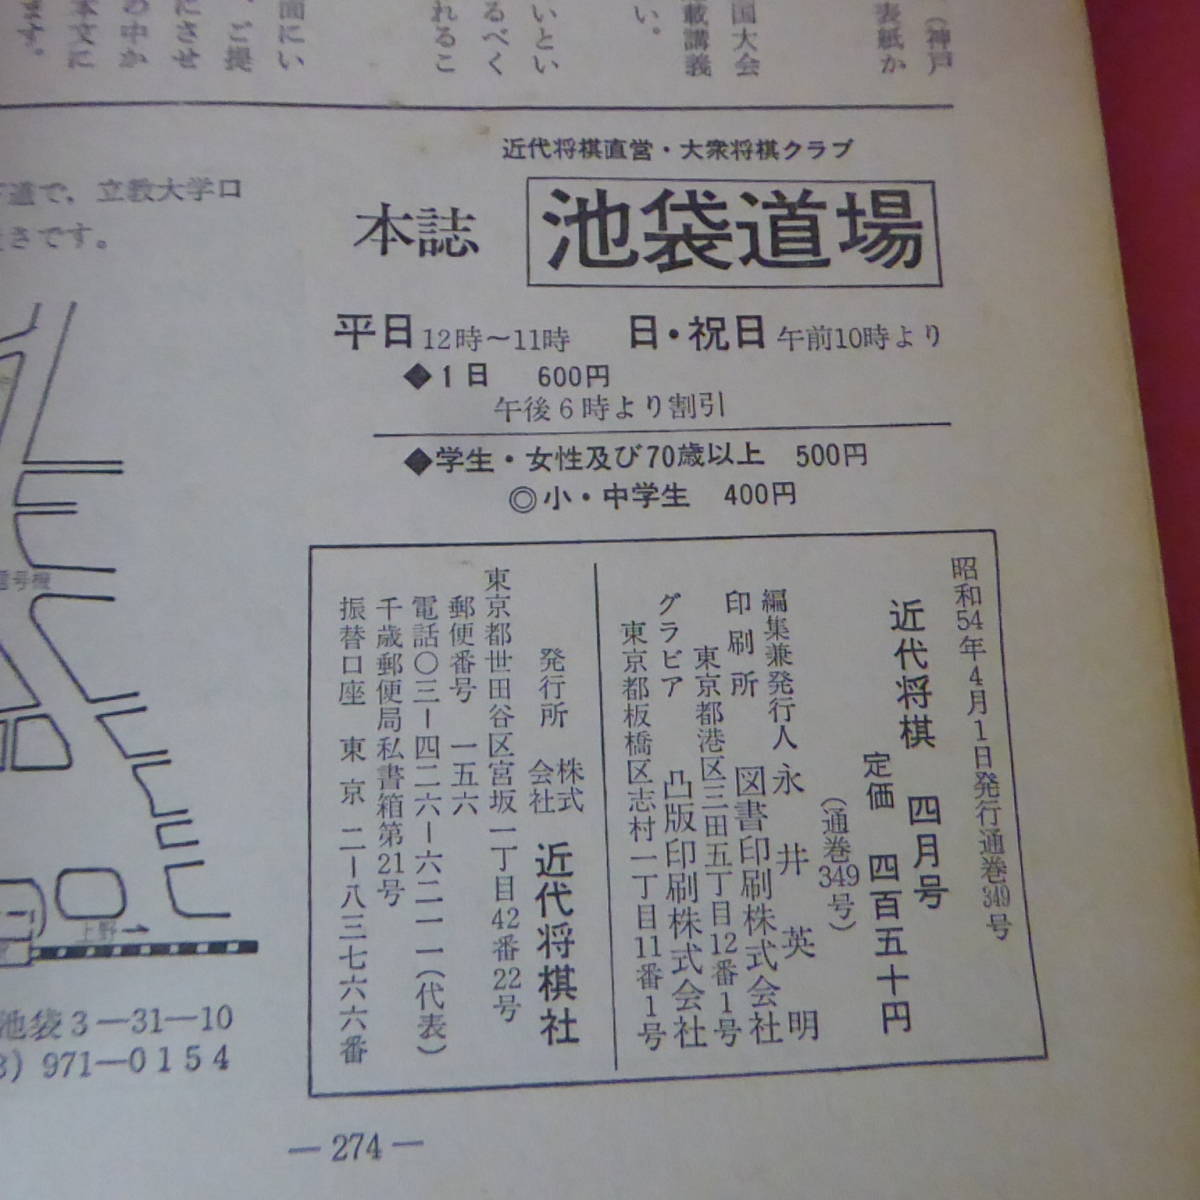 （神戸
表紙か
国大会
載講義
い。
いとい
るべく
れるこ
面にい
、ご提
にさせ
の中か
本文に
ます。
近代将棋直営・大衆将棋クラブ
本誌 池袋道場
平日 12時～11時 日・祝日 午前10時より
◆1日 600円
午後6時より割引
◆学生・女性及び70歳以上 500円
◎小・中学生 400円
道で，立教大学口
きです。
号機
上野→
池袋3－31－10
3）971－0154
昭和54年4月1日発行通巻349号
近代将棋 四月号
定価 四百五十円
（通巻349号）
編集兼発行人 永井英明
印刷所 図書印刷株式会社
東京都港区三田五丁目12番1号
グラビア 凸版印刷株式会社
東京都板橋区志村一丁目11番1号
発行所 株式会社 近代将棋社
東京都世田谷区宮坂一丁目42番22号
郵便番号 一五六
電話〇三－四二六－六二一一（代表）
千歳郵便局私書箱第21号
振替口座 東京 二－八三七六六番
―274―